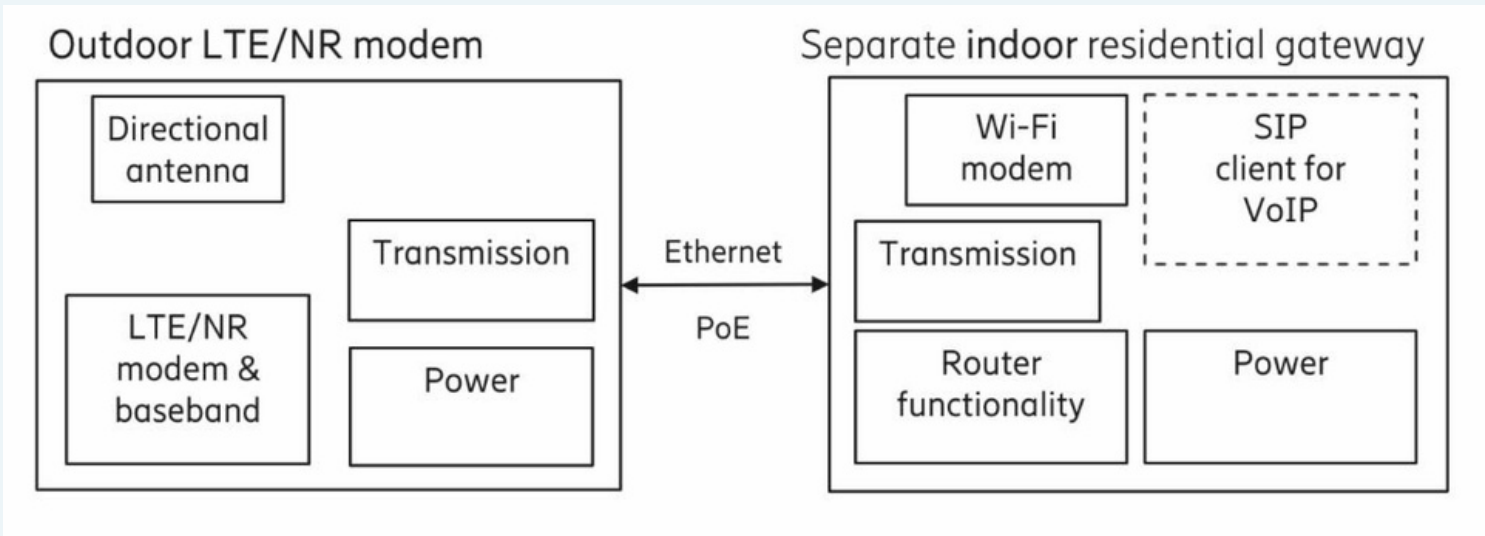 Outdoor LTE/NR modem
Directional
antenna
Transmission
LTE/NR
modem &
baseband
Power
Ethernet
PoE
Separate indoor residential gateway
Wi-Fi
modem
SIP
client for
VoIP
Transmission
Router
functionality
Power